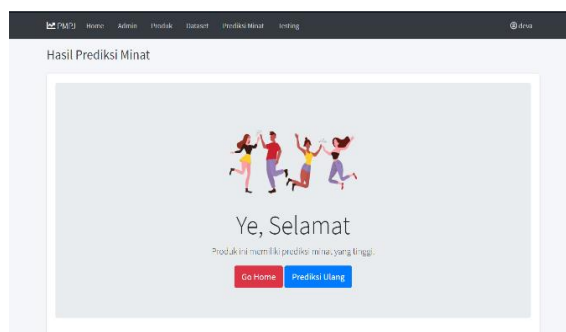 PMPJ Home Admin Produk Dataset Prediksi Minat Testing deva
Hasil Prediksi Minat
Ye, Selamat
Produk ini memiliki prediksi minat yang tinggi.
Go Home Prediksi Ulang